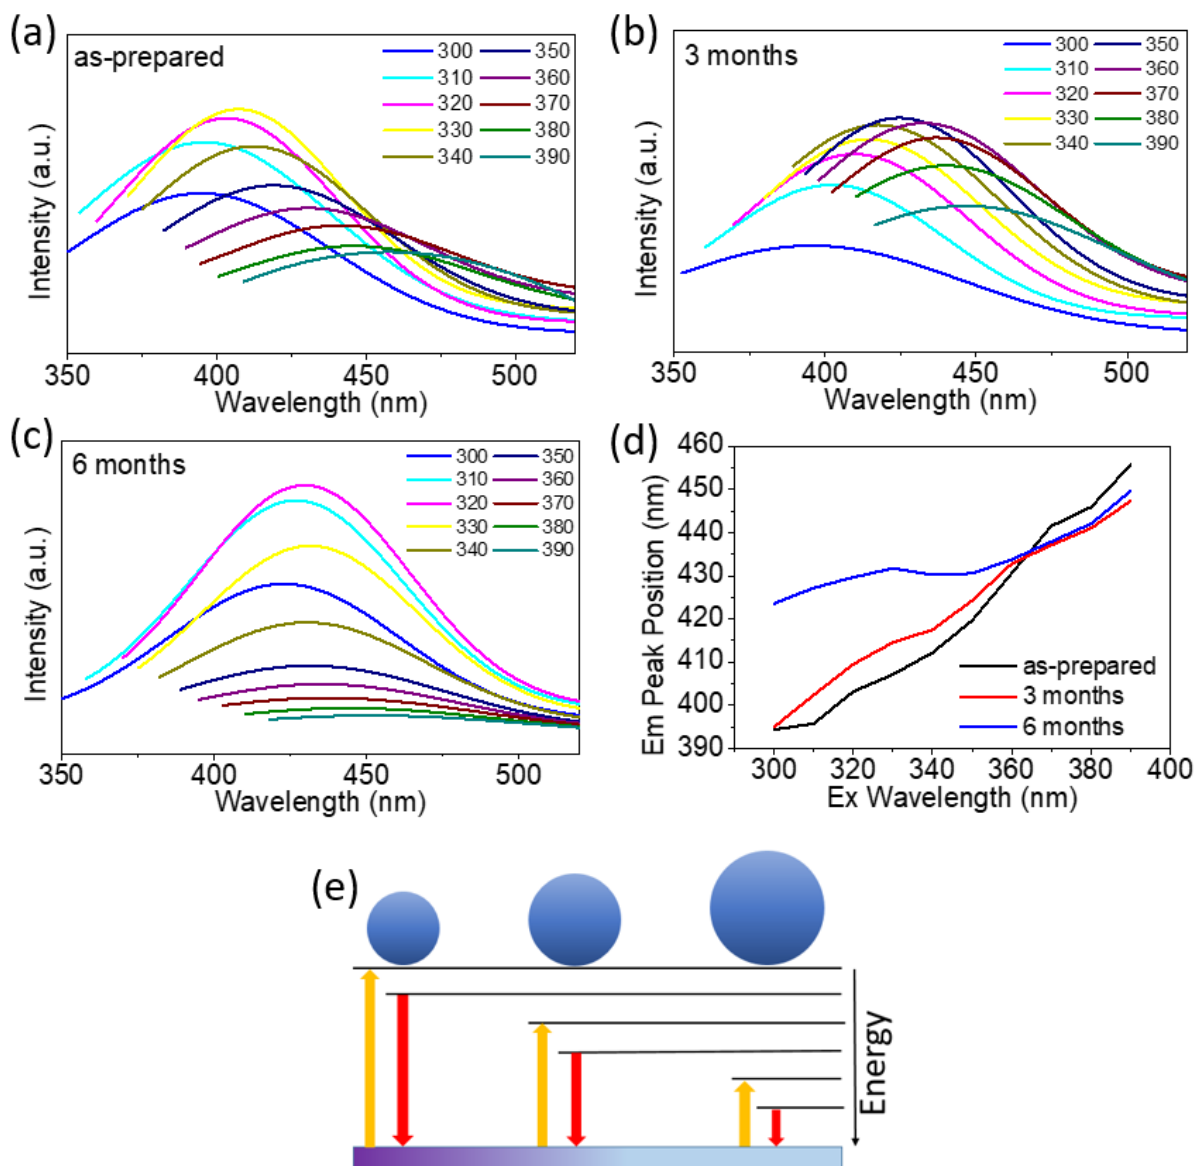 (a)
as-prepared
300 350
310 360
320 370
330 380
340 390
Intensity (a.u.)
350 400 450 500
Wavelength (nm)
(b)
3 months
300 350
310 360
320 370
330 380
340 390
Intensity (a.u.)
350 400 450 500
Wavelength (nm)
(c)
6 months
300 350
310 360
320 370
330 380
340 390
Intensity (a.u.)
350 400 450 500
Wavelength (nm)
(d)
460
450
440
430
420
410
400
390
Em Peak Position (nm)
as-prepared
3 months
6 months
300 320 340 360 380 400
Ex Wavelength (nm)
(e)
Energy